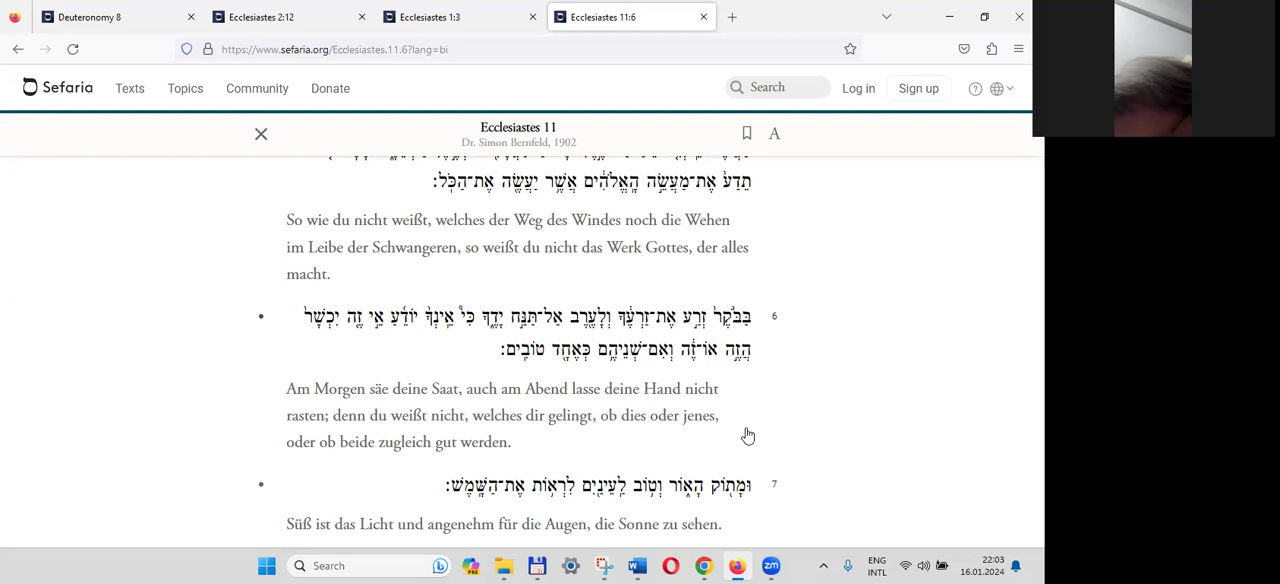 Deuteronomy 8
Ecclesiastes 2:12
Ecclesiastes 1:3
Ecclesiastes 11:6
https://www.sefaria.org/Ecclesiastes.11.6?lang=bi
Sefaria Texts Topics Community Donate Search Log in Sign up
Ecclesiastes 11
Dr. Simon Bernfeld, 1902
A
תֵדַע֙ אֶת־מַעֲשֵׂ֣ה הָֽאֱלֹהִ֔ים אֲשֶׁ֥ר יַעֲשֶׂ֖ה אֶת־הַכֹּֽל׃
So wie du nicht weißt, welches der Weg des Windes noch die Wehen
im Leibe der Schwangeren, so weißt du nicht das Werk Gottes, der alles
macht.
6
בַּבֹּ֙קֶר֙ זְרַ֣ע אֶת־זַרְעֶ֔ךָ וְלָעֶ֖רֶב אַל־תַּנַּ֣ח יָדֶ֑ךָ כִּי֩ אֵֽינְךָ֨ יוֹדֵ֜עַ אֵ֣י זֶ֤ה יִכְשָׁר֙
הֲזֶ֣ה אוֹ־זֶ֔ה וְאִם־שְׁנֵיהֶ֥ם כְּאֶחָ֖ד טוֹבִֽים׃
Am Morgen säe deine Saat, auch am Abend lasse deine Hand nicht
rasten; denn du weißt nicht, welches dir gelingt, ob dies oder jenes,
oder ob beide zugleich gut werden.
7
וּמָת֖וֹק הָא֑וֹר וְט֥וֹב לַֽעֵינַ֖יִם לִרְא֥וֹת אֶת־הַשָּֽׁמֶשׁ׃
Süß ist das Licht und angenehm für die Augen, die Sonne zu sehen.
Search
ENG
INTL
22:03
16.01.2024